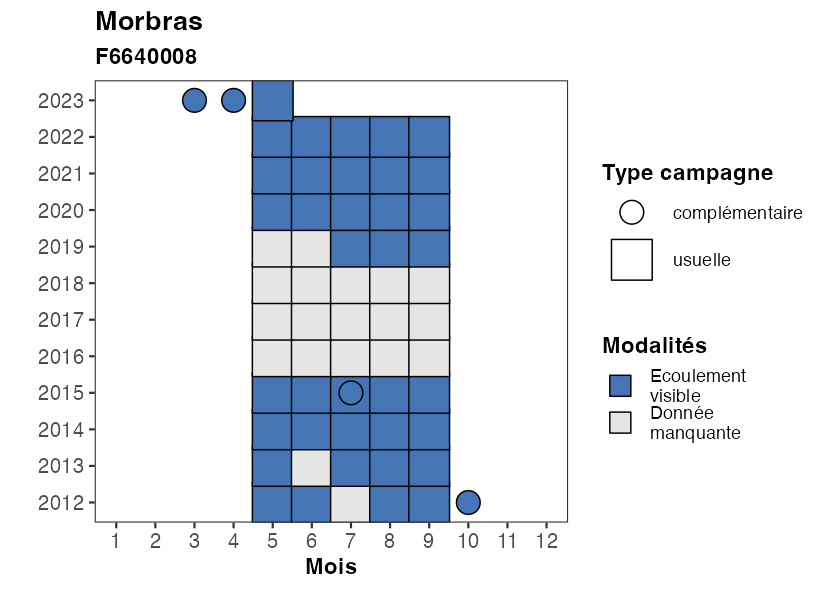 Morbras
F6640008
2023
2022
2021
2020
2019
2018
2017
2016
2015
2014
2013
2012
1 2 3 4 5 6 7 8 9 10 11 12
Mois
Type campagne
complémentaire
usuelle
Modalités
Ecoulement
visible
Donnée
manquante